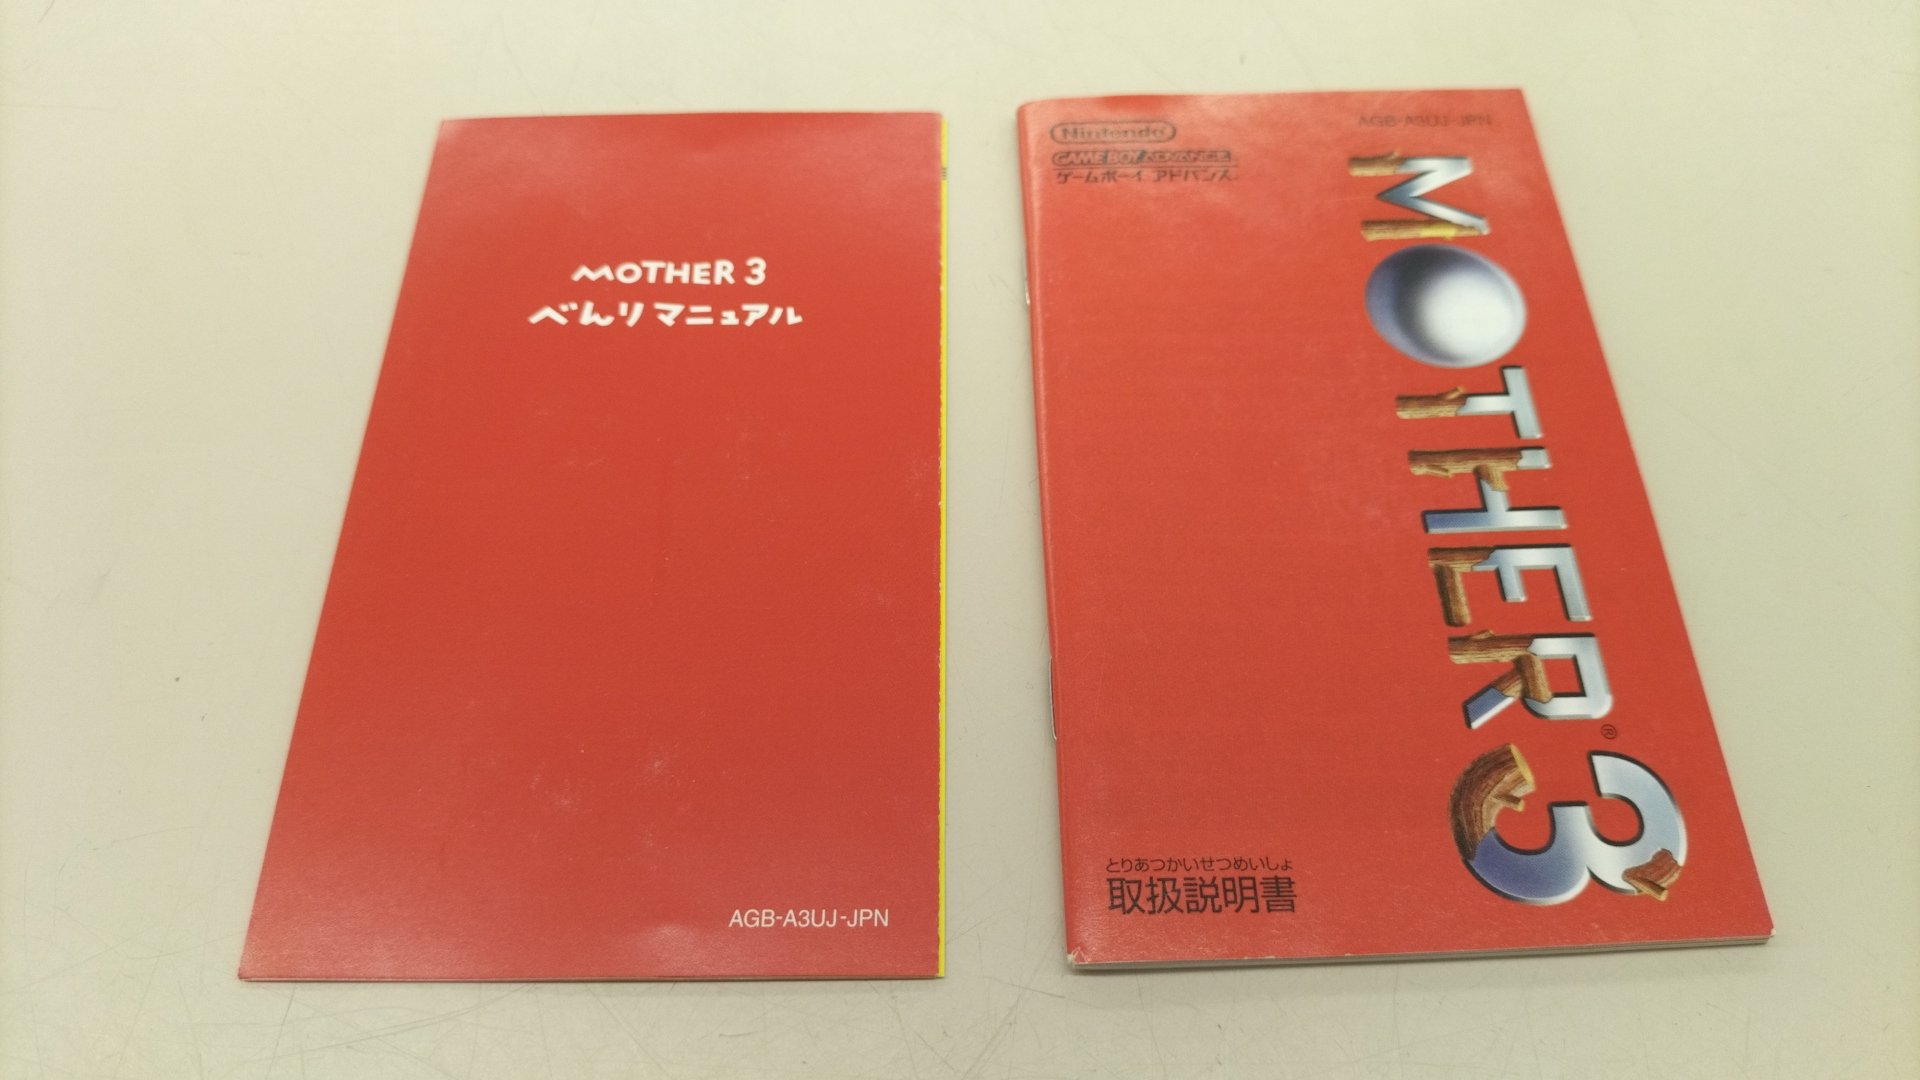 MOTHER 3
べんりマニュアル
AGB-A3UJ-JPN
Nintendo
GAME BOY ADVANCE
ゲームボーイ アドバンス
AGB-A3UJ-JPN
MOTHER 3
®
とりあつかいせつめいしょ
取扱説明書